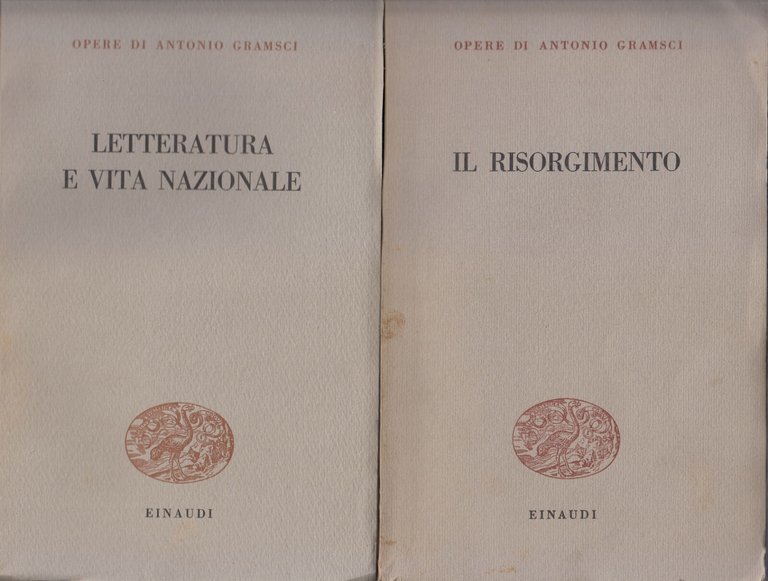 OPERE DI ANTONIO GRAMSCI
LETTERATURA
E VITA NAZIONALE
EINAUDI
OPERE DI ANTONIO GRAMSCI
IL RISORGIMENTO
EINAUDI